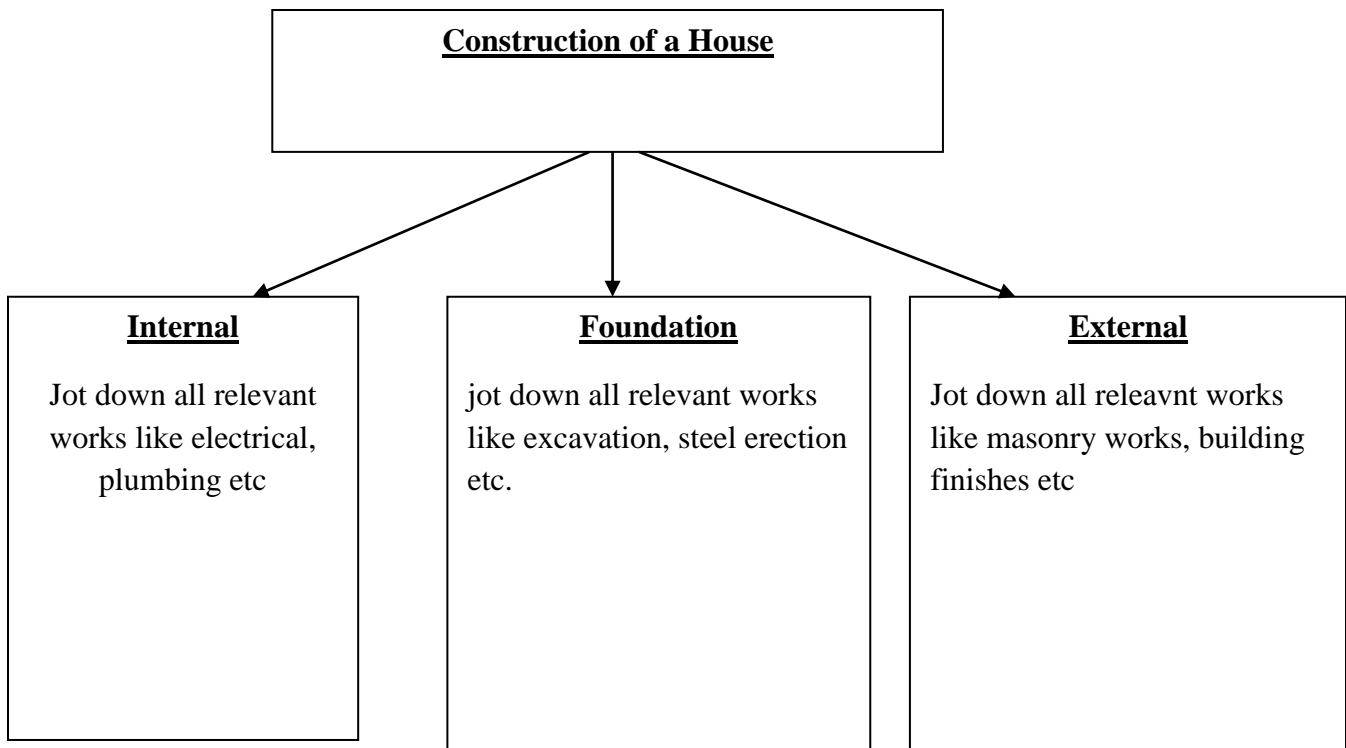 Construction of a House
Internal
Jot down all relevant
works like electrical,
plumbing etc
Foundation
jot down all relevant works
like excavation, steel erection
etc.
External
Jot down all releavnt works
like masonry works, building
finishes etc